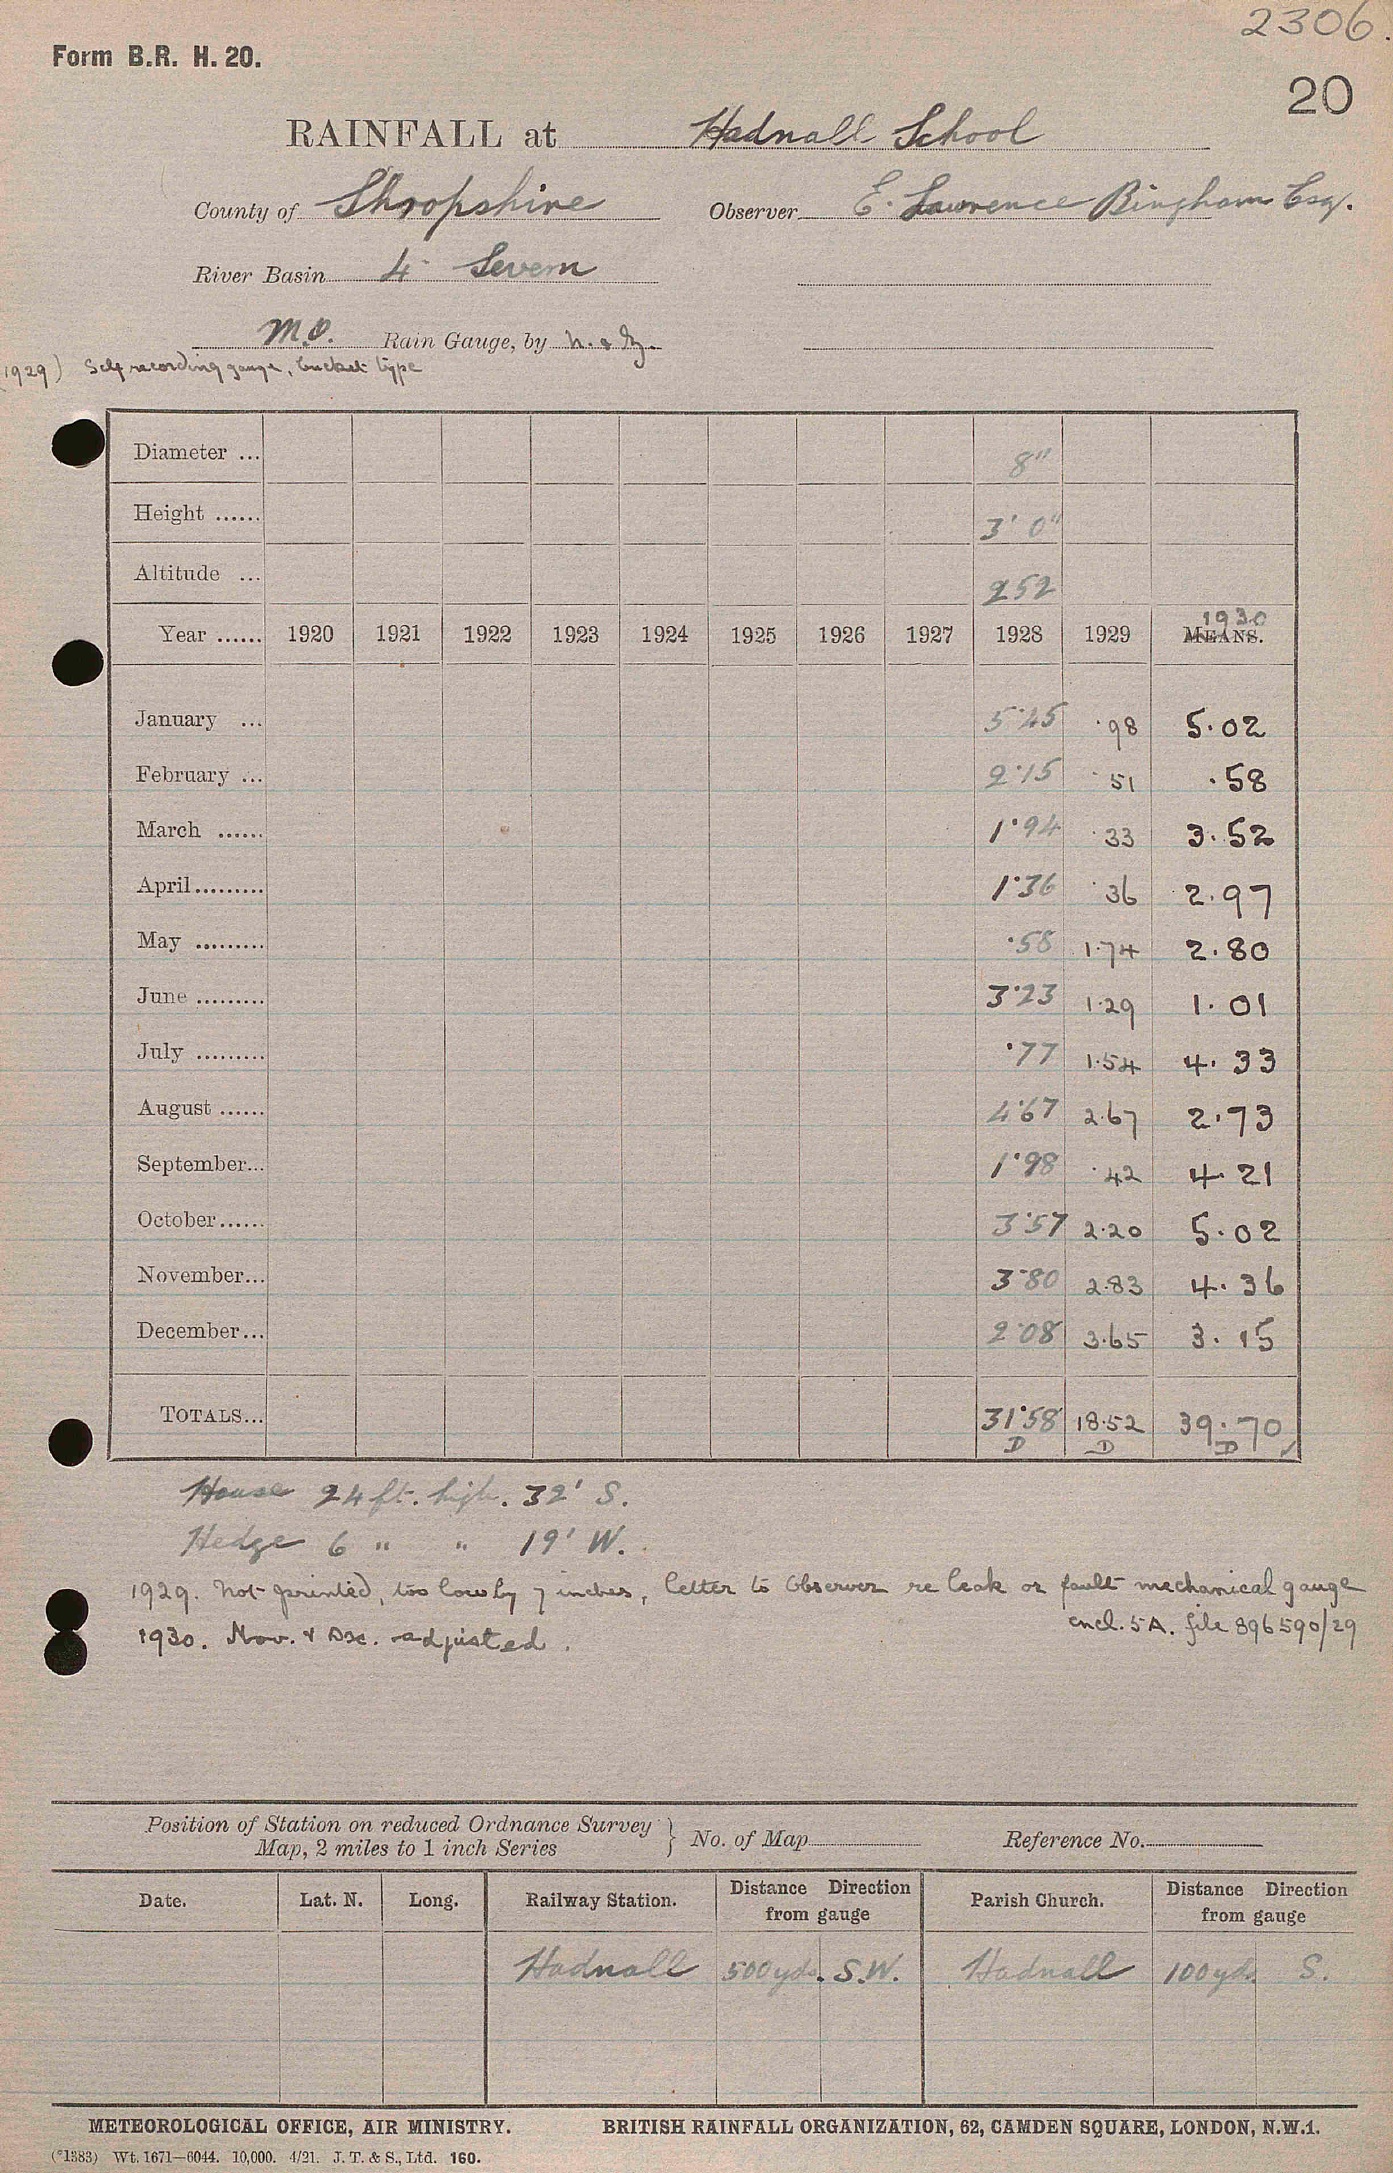 2306.
Form B.R. H. 20.
20
RAINFALL at Hadnall School
County of Shropshire Observer E. Lawrence Bingham Esq.
River Basin 4 Severn
M.O. Rain Gauge, by N. & Z.
(1929) Self recording gauge, bucket type
Diameter ... 8"
Height ...... 3' 0"
Altitude ... 252
1930
Year ...... 1920 1921 1922 1923 1924 1925 1926 1927 1928 1929 MEANS.
January ... 5·45 ·98 5·02
February ... 2·15 ·51 ·58
March ...... 1·94 ·33 3·52
April......... 1·36 ·36 2·97
May ......... ·58 1·74 2·80
June ......... 3·23 1·29 1·01
July ......... ·77 1·54 4·33
August ...... 4·67 2·67 2·73
September... 1·98 ·42 4·21
October...... 3·57 2·20 5·02
November... 3·80 2·83 4·36
December... 2·08 3·65 3·15
TOTALS... 31·58 18·52 39·70
D D D ✓
House 24 ft. high. 32' S.
Hedge 6 " " 19' W.
1929. Not printed, too low by 7 inches, letter to observer re leak or fault mechanical gauge
encl. 5A. file 896590/29
1930. Nov. & Dec. adjusted.
Position of Station on reduced Ordnance Survey
Map, 2 miles to 1 inch Series } No. of Map Reference No.
Date. Lat. N. Long. Railway Station. Distance Direction from gauge Parish Church. Distance Direction from gauge
Hadnall 500 yds. S.W. Hadnall 100 yds. S.
METEOROLOGICAL OFFICE, AIR MINISTRY. BRITISH RAINFALL ORGANIZATION, 62, CAMDEN SQUARE, LONDON, N.W.1.
(*1383) Wt. 1671—6044. 10,000. 4/21. J. T. & S., Ltd. 160.